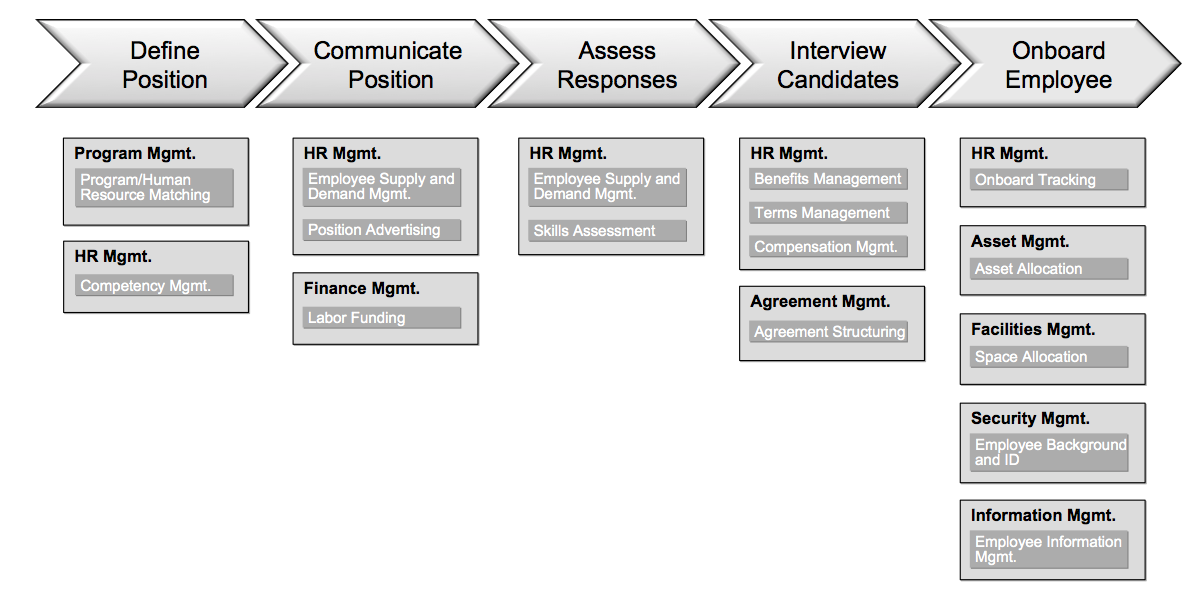 Define
Position
Communicate
Position
Assess
Responses
Interview
Candidates
Onboard
Employee
Program Mgmt.
Program/Human
Resource Matching
HR Mgmt.
Competency Mgmt.
HR Mgmt.
Employee Supply and
Demand Mgmt.
Position Advertising
Finance Mgmt.
Labor Funding
HR Mgmt.
Employee Supply and
Demand Mgmt.
Skills Assessment
HR Mgmt.
Benefits Management
Terms Management
Compensation Mgmt.
Agreement Mgmt.
Agreement Structuring
HR Mgmt.
Onboard Tracking
Asset Mgmt.
Asset Allocation
Facilities Mgmt.
Space Allocation
Security Mgmt.
Employee Background
and ID
Information Mgmt.
Employee Information
Mgmt.